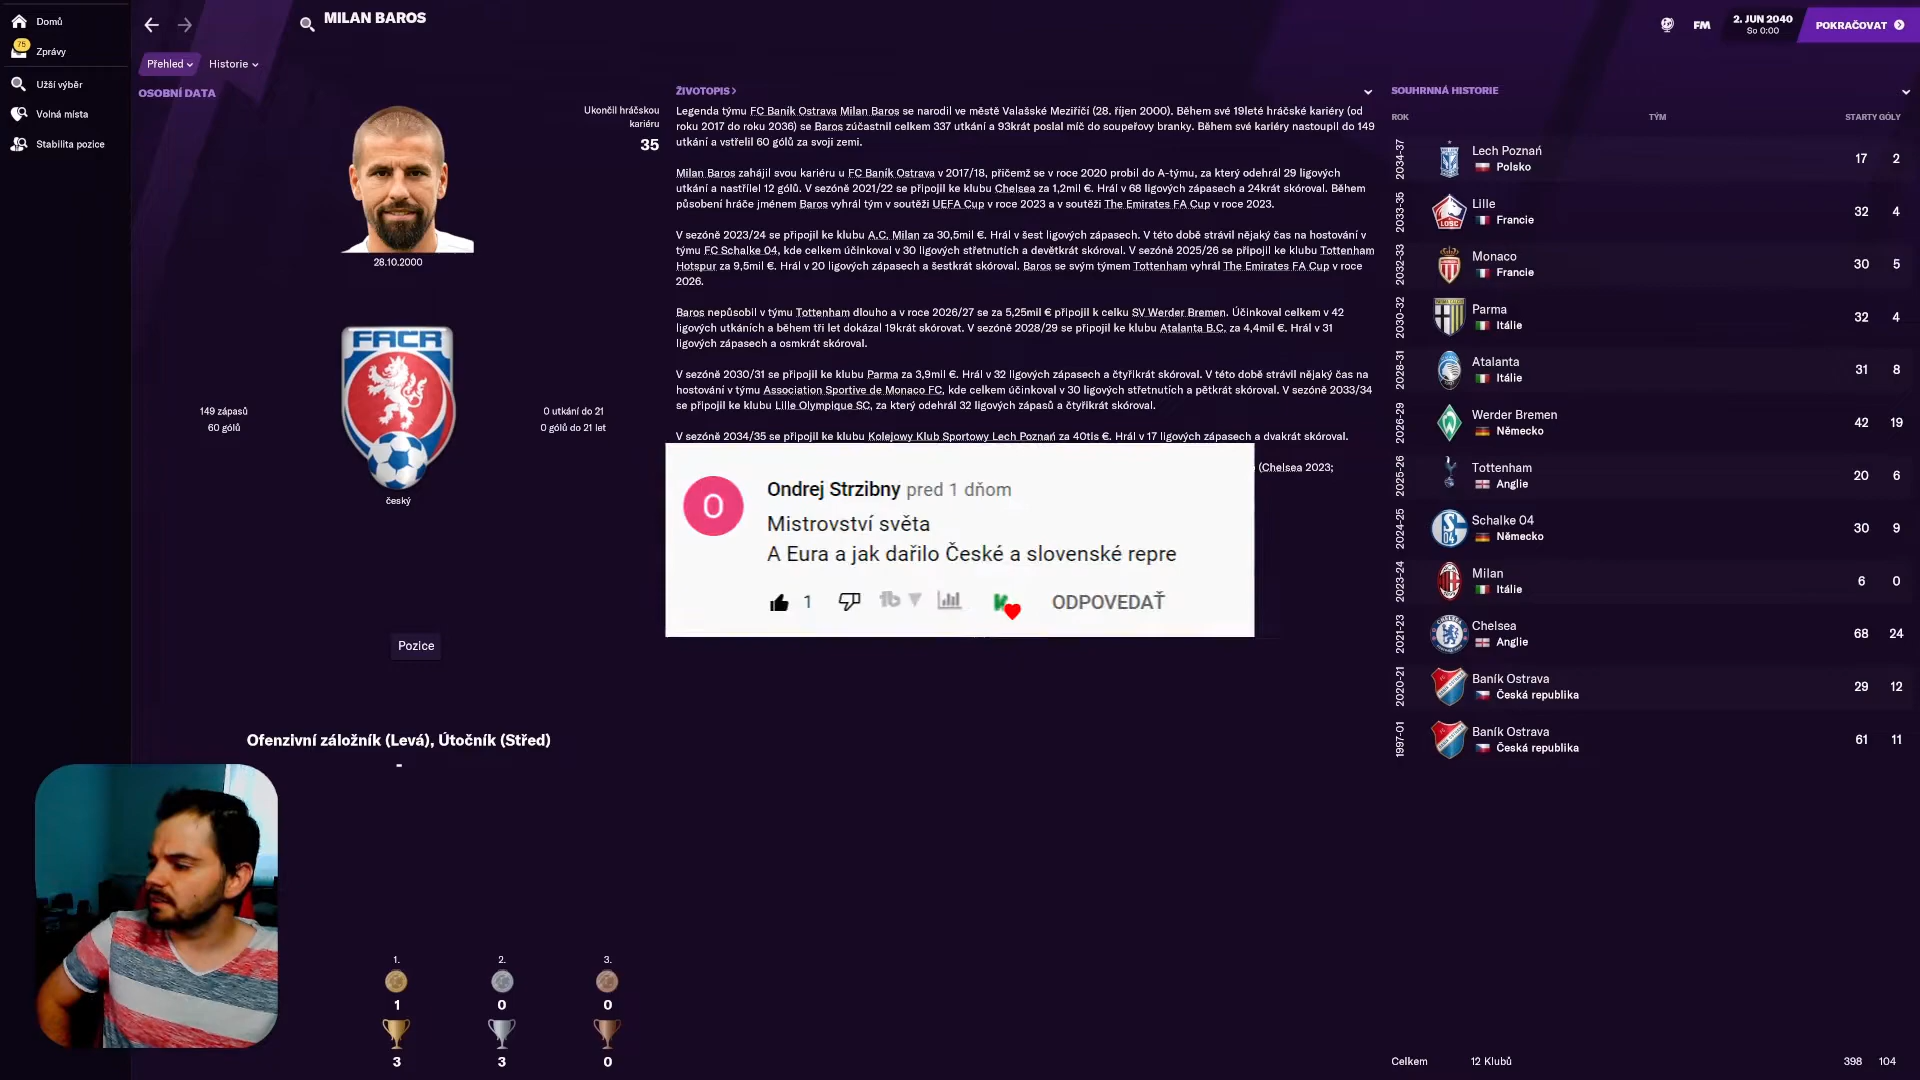 Domů
75
Zprávy
Užší výběr
Volná místa
Stabilita pozice
MILAN BAROS
FM
2. JUN 2040
So 0:00
POKRAČOVAT
Přehled
Historie
OSOBNÍ DATA
Ukončil hráčskou
kariéru
35
28.10.2000
FAČR
149 zápasů
60 gólů
0 utkání do 21
0 gólů do 21 let
český
Pozice
Ofenzivní záložník (Levá), Útočník (Střed)
-
1.
2.
3.
1
0
0
3
3
0
ŽIVOTOPIS
Legenda týmu FC Baník Ostrava Milan Baros se narodil ve městě Valašské Meziříčí (28. říjen 2000). Během své 19leté hráčské kariéry (od
roku 2017 do roku 2036) se Baros zúčastnil celkem 337 utkání a 93krát poslal míč do soupeřovy branky. Během své kariéry nastoupil do 149
utkání a vstřelil 60 gólů za svoji zemi.
Milan Baros zahájil svou kariéru u FC Baník Ostrava v 2017/18, přičemž se v roce 2020 probil do A-týmu, za který odehrál 29 ligových
utkání a nastřílel 12 gólů. V sezóně 2021/22 se připojil ke klubu Chelsea za 1,2mil €. Hrál v 68 ligových zápasech a 24krát skóroval. Během
působení hráče jménem Baros vyhrál tým v soutěži UEFA Cup v roce 2023 a v soutěži The Emirates FA Cup v roce 2023.
V sezóně 2023/24 se připojil ke klubu A.C. Milan za 30,5mil €. Hrál v šest ligových zápasech. V této době strávil nějaký čas na hostování v
týmu FC Schalke 04, kde celkem účinkoval v 30 ligových střetnutích a devětkrát skóroval. V sezóně 2025/26 se připojil ke klubu Tottenham
Hotspur za 9,5mil €. Hrál v 20 ligových zápasech a šestkrát skóroval. Baros se svým týmem Tottenham vyhrál The Emirates FA Cup v roce
2026.
Baros nepůsobil v týmu Tottenham dlouho a v roce 2026/27 se za 5,25mil € připojil k celku SV Werder Bremen. Účinkoval celkem v 42
ligových utkáních a během tří let dokázal 19krát skórovat. V sezóně 2028/29 se připojil ke klubu Atalanta B.C. za 4,4mil €. Hrál v 31
ligových zápasech a osmkrát skóroval.
V sezóně 2030/31 se připojil ke klubu Parma za 3,9mil €. Hrál v 32 ligových zápasech a čtyřikrát skóroval. V této době strávil nějaký čas na
hostování v týmu Association Sportive de Monaco FC, kde celkem účinkoval v 30 ligových střetnutích a pětkrát skóroval. V sezóně 2033/34
se připojil ke klubu Lille Olympique SC, za který odehrál 32 ligových zápasů a čtyřikrát skóroval.
V sezóně 2034/35 se připojil ke klubu Kolejowy Klub Sportowy Lech Poznań za 40tis €. Hrál v 17 ligových zápasech a dvakrát skóroval.
(Chelsea 2023;
O
Ondrej Strzibny pred 1 dňom
Mistrovství světa
A Eura a jak dařilo České a slovenské repre
1
ODPOVEDAŤ
SOUHRNNÁ HISTORIE
ROK TÝM STARTY GÓLY
2034-37 Lech Poznań 17 2
Polsko
2033-35 Lille 32 4
Francie
2032-33 Monaco 30 5
Francie
2030-32 Parma 32 4
Itálie
2028-31 Atalanta 31 8
Itálie
2026-29 Werder Bremen 42 19
Německo
2025-26 Tottenham 20 6
Anglie
2024-25 Schalke 04 30 9
Německo
2023-24 Milan 6 0
Itálie
2021-23 Chelsea 68 24
Anglie
2020-21 Baník Ostrava 29 12
Česká republika
1997-01 Baník Ostrava 61 11
Česká republika
Celkem 12 Klubů 398 104